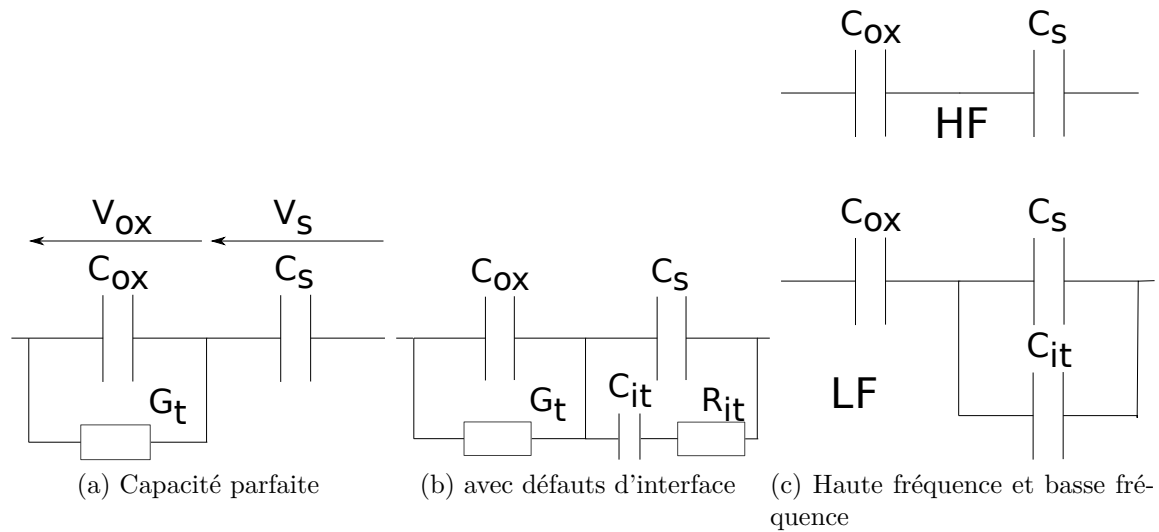 Vox Vs
Cox Cs
Gt
(a) Capacité parfaite
Cox Cs
Cit
Gt Rit
(b) avec défauts d'interface
Cox Cs
HF
Cox Cs
Cit
LF
(c) Haute fréquence et basse fré-
quence